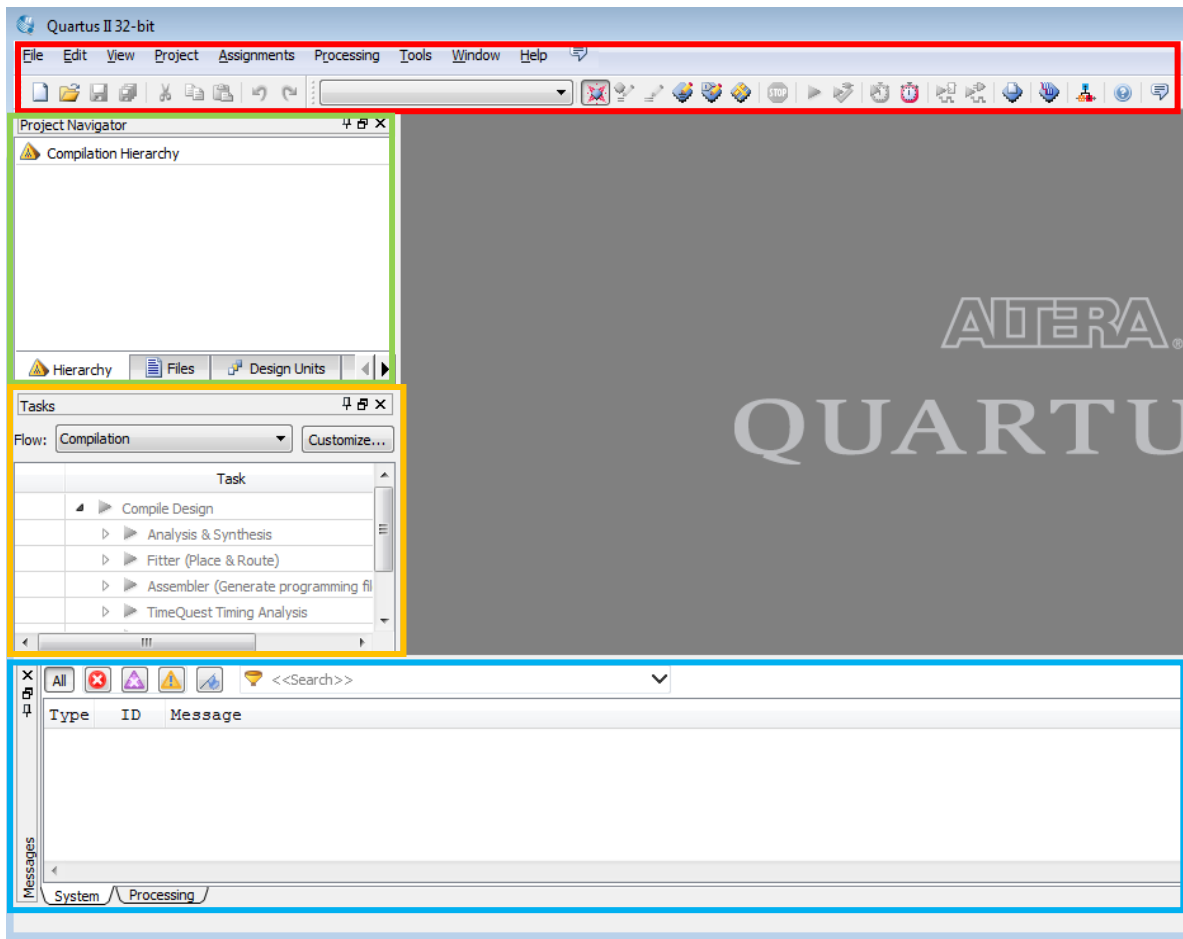 Quartus II 32-bit
File Edit View Project Assignments Processing Tools Window Help
STOP
Project Navigator
Compilation Hierarchy
Hierarchy Files Design Units
ALTERA®
QUARTU
Tasks
Flow: Compilation Customize...
Task
Compile Design
Analysis & Synthesis
Fitter (Place & Route)
Assembler (Generate programming fil
TimeQuest Timing Analysis
All <<Search>>
Type ID Message
Messages
System Processing